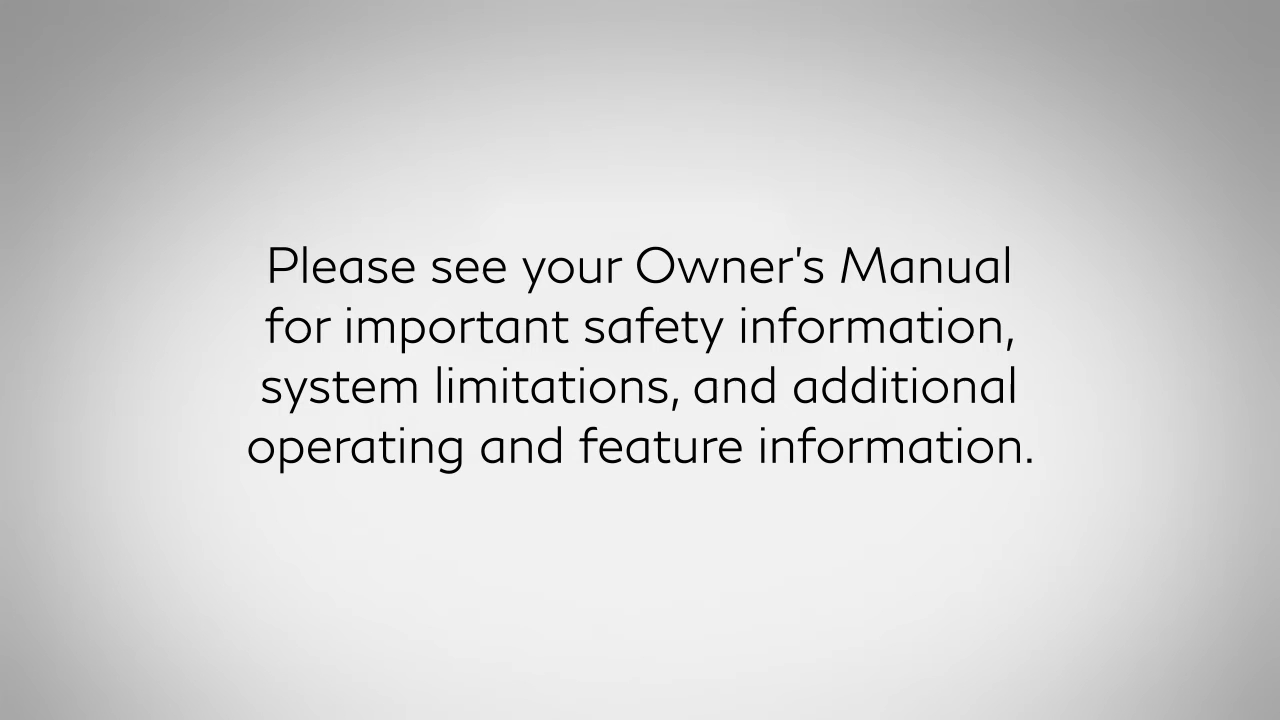 Please see your Owner's Manual
for important safety information,
system limitations, and additional
operating and feature information.